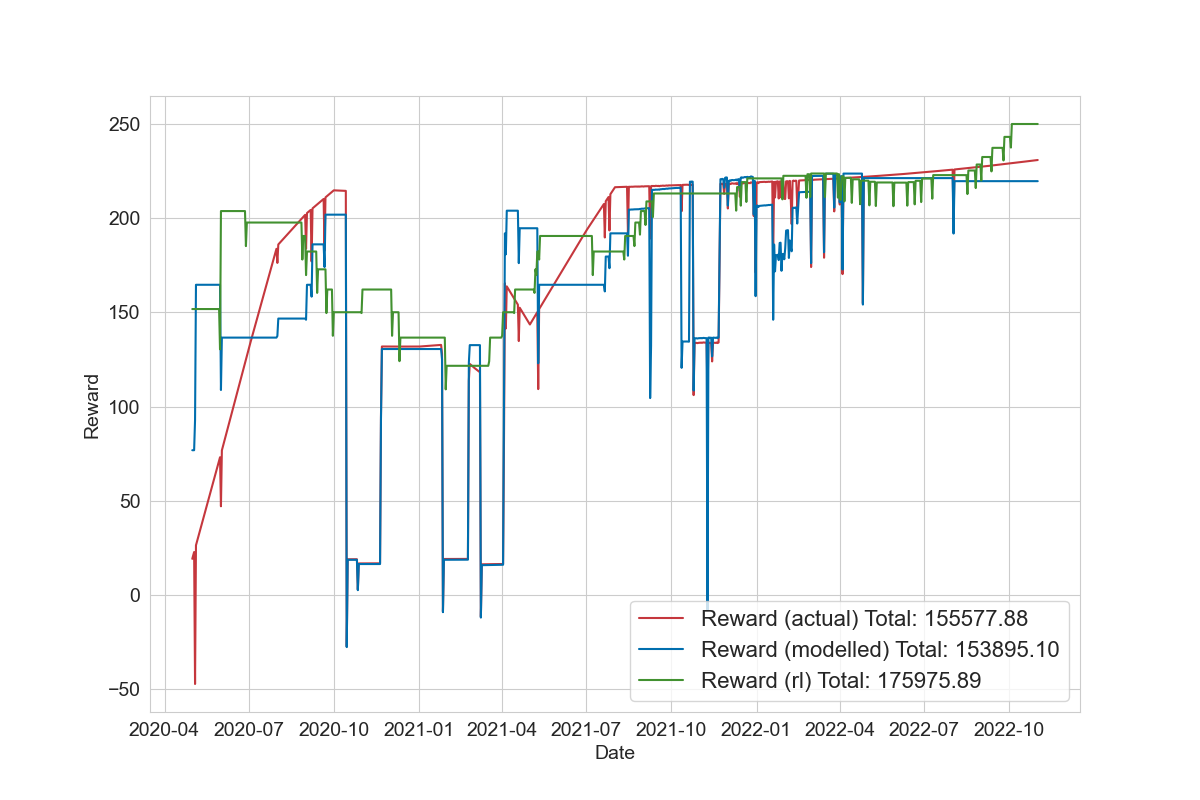 250
200
150
100
50
0
−50
Reward
2020-04 2020-07 2020-10 2021-01 2021-04 2021-07 2021-10 2022-01 2022-04 2022-07 2022-10
Date
Reward (actual) Total: 155577.88
Reward (modelled) Total: 153895.10
Reward (rl) Total: 175975.89